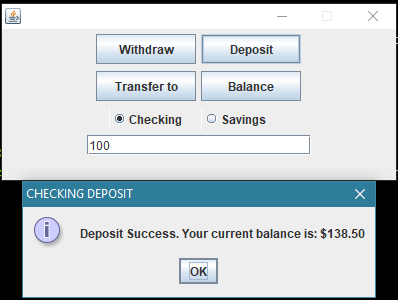 Withdraw Deposit
Transfer to Balance
Checking Savings
100
CHECKING DEPOSIT
Deposit Success. Your current balance is: $138.50
OK